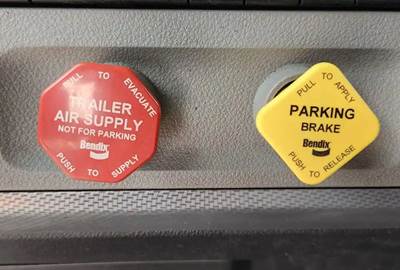 PULL TO EVACUATE
TRAILER
AIR SUPPLY
NOT FOR PARKING
Bendix
PUSH TO SUPPLY
PULL TO APPLY
PARKING
BRAKE
Bendix
PUSH TO RELEASE